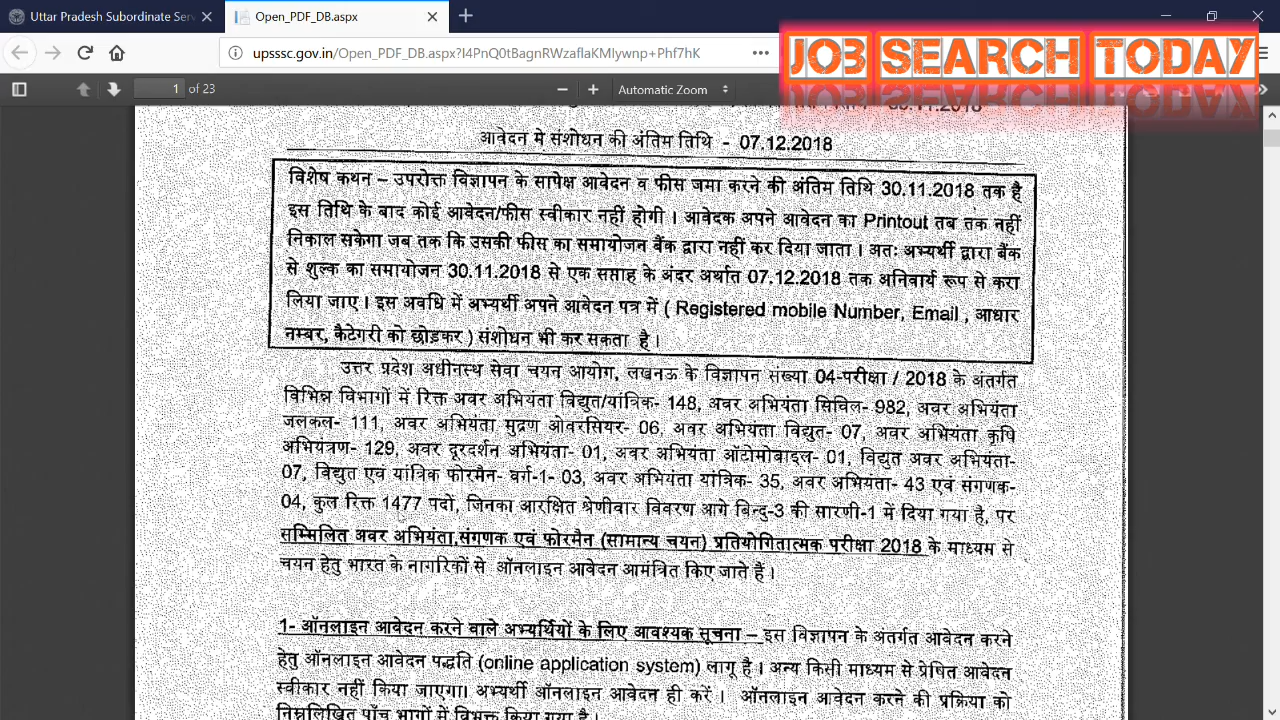 Uttar Pradesh Subordinate Ser
Open_PDF_DB.aspx
upsssc.gov.in/Open_PDF_DB.aspx?I4PnQ0tBagnRWzaflaKMIywnp+Phf7hK
JOB SEARCH TODAY
1 of 23
Automatic Zoom
30.11.2018
आवेदन मे संशोधन की अंतिम तिथि - 07.12.2018
विशेष कथन – उपरोक्त विज्ञापन के सापेक्ष आवेदन व फीस जमा करने की अंतिम तिथि 30.11.2018 तक है
इस तिथि के बाद कोई आवेदन/फीस स्वीकार नहीं होगी । आवेदक अपने आवेदन का Printout तब तक नहीं
निकाल सकेगा जब तक कि उसकी फीस का समायोजन बैंक द्वारा नहीं कर दिया जाता । अतः अभ्यर्थी द्वारा बैंक
से शुल्क का समायोजन 30.11.2018 से एक सप्ताह के अंदर अर्थात 07.12.2018 तक अनिवार्य रूप से करा
लिया जाए । इस अवधि में अभ्यर्थी अपने आवेदन पत्र में ( Registered mobile Number, Email , आधार
नम्बर, कैटेगरी को छोड़कर ) संशोधन भी कर सकता है ।
उत्तर प्रदेश अधीनस्थ सेवा चयन आयोग, लखनऊ के विज्ञापन संख्या 04-परीक्षा / 2018 के अंतर्गत
विभिन्न विभागों में रिक्त अवर अभियंता विद्युत/यांत्रिक- 148, अवर अभियंता सिविल- 982, अवर अभियंता
जलकल- 111, अवर अभियंता मुद्रण ओवरसियर- 06, अवर अभियंता विद्युत- 07, अवर अभियंता कृषि
अभियंत्रण- 129, अवर दूरदर्शन अभियंता- 01, अवर अभियंता ऑटोमोबाइल- 01, विद्युत अवर अभियंता-
07, विद्युत एवं यांत्रिक फोरमैन- वर्ग-1- 03, अवर अभियंता यांत्रिक- 35, अवर अभियंता- 43 एवं संगणक-
04, कुल रिक्त 1477 पदों, जिनका आरक्षित श्रेणीवार विवरण आगे बिन्दु-3 की सारणी-1 में दिया गया है, पर
सम्मिलित अवर अभियंता,संगणक एवं फोरमैन (सामान्य चयन) प्रतियोगितात्मक परीक्षा 2018 के माध्यम से
चयन हेतु भारत के नागरिकों से ऑनलाइन आवेदन आमंत्रित किए जाते हैं ।
1- ऑनलाइन आवेदन करने वाले अभ्यर्थियों के लिए आवश्यक सूचना – इस विज्ञापन के अंतर्गत आवेदन करने
हेतु ऑनलाइन आवेदन पद्धति (online application system) लागू है । अन्य किसी माध्यम से प्रेषित आवेदन
स्वीकार नहीं किया जाएगा। अभ्यर्थी ऑनलाइन आवेदन ही करें । ऑनलाइन आवेदन करने की प्रक्रिया को
निम्नलिखित पाँच भागों में विभक्त किया गया है ।